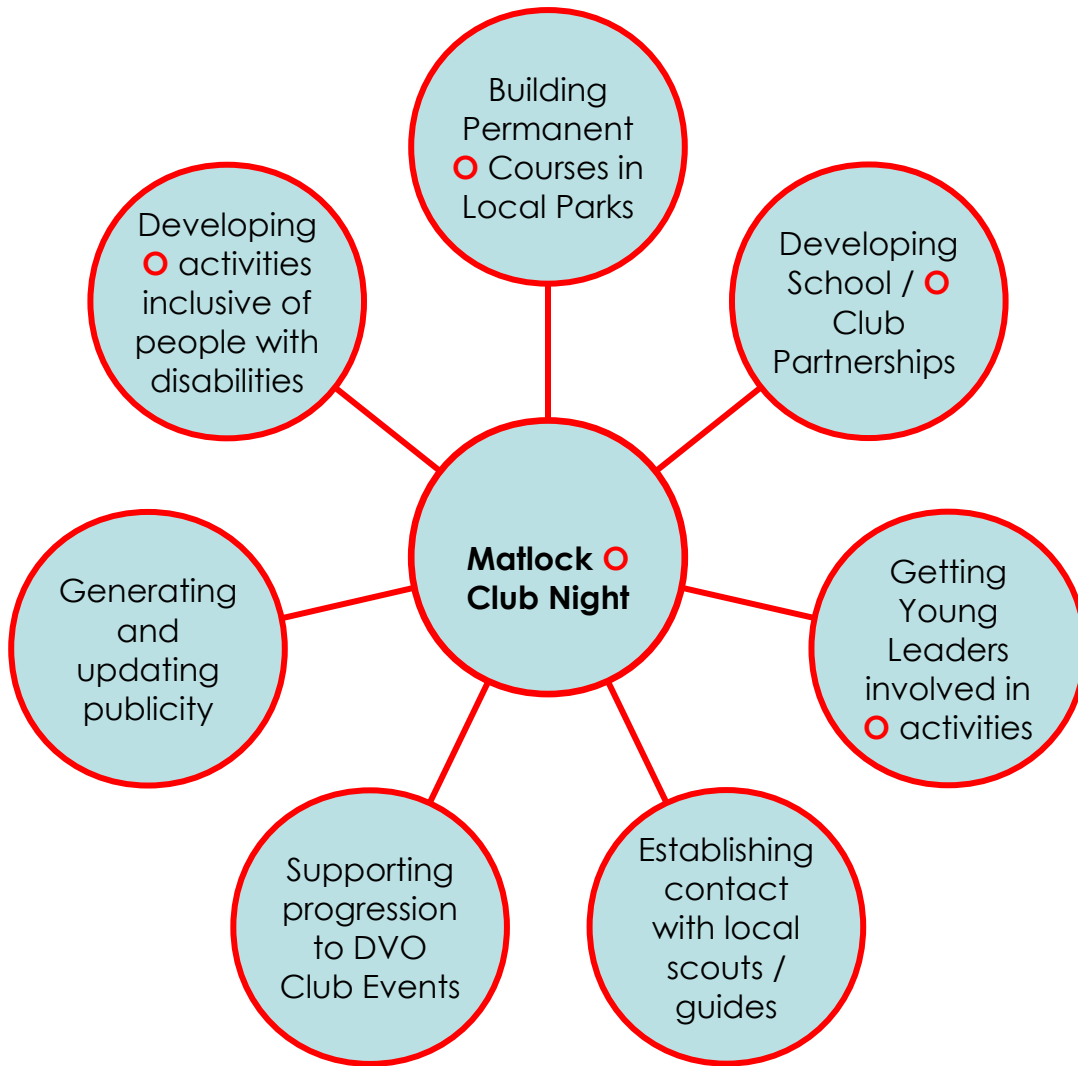 Building
Permanent
O Courses in
Local Parks
Developing
School / O
Club
Partnerships
Getting
Young
Leaders
involved in
O activities
Establishing
contact
with local
scouts /
guides
Supporting
progression
to DVO
Club Events
Generating
and
updating
publicity
Developing
O activities
inclusive of
people with
disabilities
Matlock O
Club Night